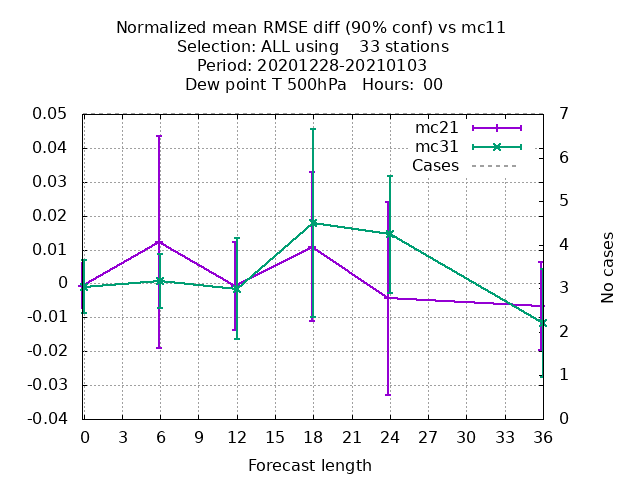 Normalized mean RMSE diff (90% conf) vs mc11
Selection: ALL using    33 stations
Period: 20201228-20210103
Dew point T 500hPa   Hours:  00
0.05
0.04
0.03
0.02
0.01
0
-0.01
-0.02
-0.03
-0.04
7
6
5
4
3
2
1
0
mc21
mc31
Cases
No cases
0 3 6 9 12 15 18 21 24 27 30 33 36
Forecast length